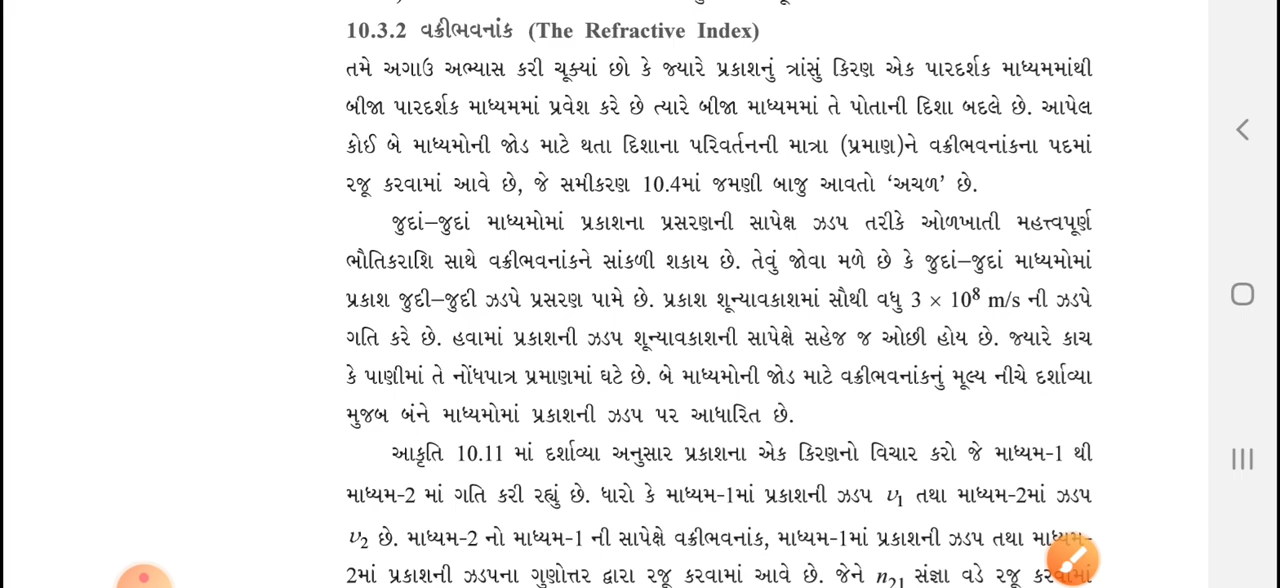 10.3.2 વક્રીભવનાંક (The Refractive Index)
તમે અગાઉ અભ્યાસ કરી ચૂક્યાં છો કે જ્યારે પ્રકાશનું ત્રાંસું કિરણ એક પારદર્શક માધ્યમમાંથી
બીજા પારદર્શક માધ્યમમાં પ્રવેશ કરે છે ત્યારે બીજા માધ્યમમાં તે પોતાની દિશા બદલે છે. આપેલ
કોઈ બે માધ્યમોની જોડ માટે થતા દિશાના પરિવર્તનની માત્રા (પ્રમાણ)ને વક્રીભવનાંકના પદમાં
રજૂ કરવામાં આવે છે, જે સમીકરણ 10.4માં જમણી બાજુ આવતો ‘અચળ’ છે.
જુદાં–જુદાં માધ્યમોમાં પ્રકાશના પ્રસરણની સાપેક્ષ ઝડપ તરીકે ઓળખાતી મહત્ત્વપૂર્ણ
ભૌતિકરાશિ સાથે વક્રીભવનાંકને સાંકળી શકાય છે. તેવું જોવા મળે છે કે જુદાં–જુદાં માધ્યમોમાં
પ્રકાશ જુદી–જુદી ઝડપે પ્રસરણ પામે છે. પ્રકાશ શૂન્યાવકાશમાં સૌથી વધુ 3 × 10⁸ m/s ની ઝડપે
ગતિ કરે છે. હવામાં પ્રકાશની ઝડપ શૂન્યાવકાશની સાપેક્ષે સહેજ જ ઓછી હોય છે. જ્યારે કાચ
કે પાણીમાં તે નોંધપાત્ર પ્રમાણમાં ઘટે છે. બે માધ્યમોની જોડ માટે વક્રીભવનાંકનું મૂલ્ય નીચે દર્શાવ્યા
મુજબ બંને માધ્યમોમાં પ્રકાશની ઝડપ પર આધારિત છે.
આકૃતિ 10.11 માં દર્શાવ્યા અનુસાર પ્રકાશના એક કિરણનો વિચાર કરો જે માધ્યમ-1 થી
માધ્યમ-2 માં ગતિ કરી રહ્યું છે. ધારો કે માધ્યમ-1માં પ્રકાશની ઝડપ υ₁ તથા માધ્યમ-2માં ઝડપ
υ₂ છે. માધ્યમ-2 નો માધ્યમ-1 ની સાપેક્ષે વક્રીભવનાંક, માધ્યમ-1માં પ્રકાશની ઝડપ તથા માધ્યમ-
2માં પ્રકાશની ઝડપના ગુણોત્તર દ્વારા રજૂ કરવામાં આવે છે. જેને n₂₁ સંજ્ઞા વડે રજૂ કરવામાં